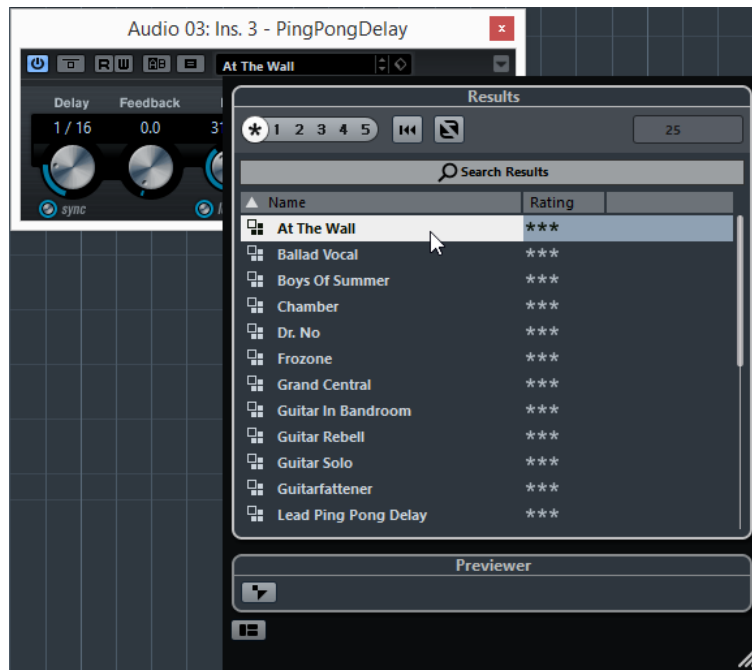 Audio 03: Ins. 3 - PingPongDelay
x
R W A B At The Wall
Delay Feedback
1 / 16 0.0
sync
Results
* 1 2 3 4 5 25
Search Results
Name Rating
At The Wall ***
Ballad Vocal ***
Boys Of Summer ***
Chamber ***
Dr. No ***
Frozone ***
Grand Central ***
Guitar In Bandroom ***
Guitar Rebell ***
Guitar Solo ***
Guitarfattener ***
Lead Ping Pong Delay ***
Previewer